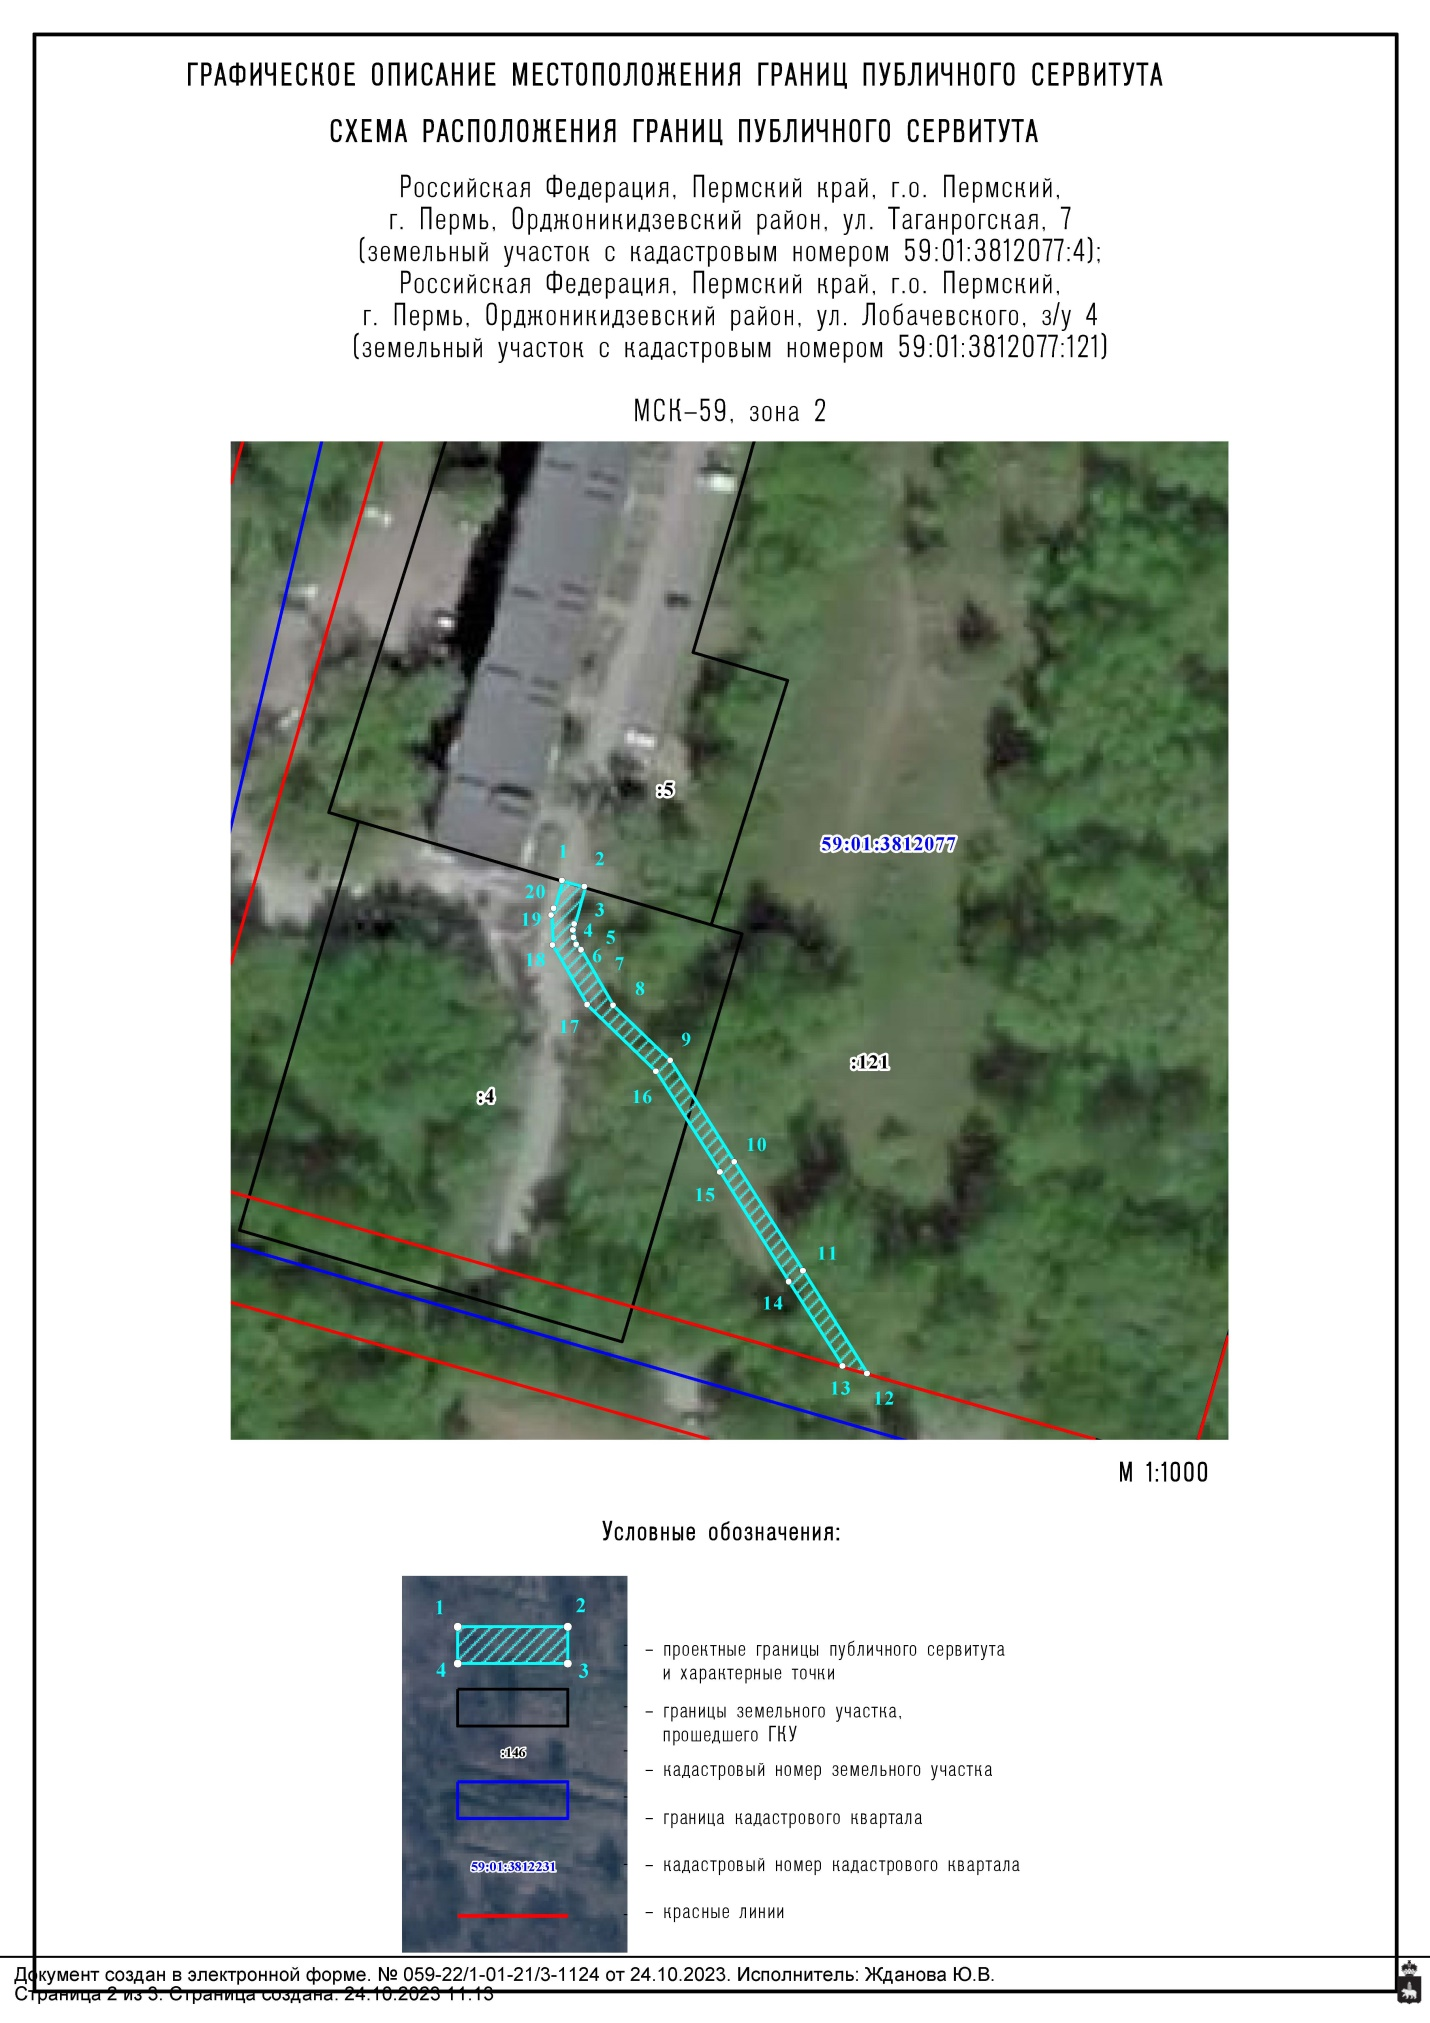 ГРАФИЧЕСКОЕ ОПИСАНИЕ МЕСТОПОЛОЖЕНИЯ ГРАНИЦ ПУБЛИЧНОГО СЕРВИТУТА
СХЕМА РАСПОЛОЖЕНИЯ ГРАНИЦ ПУБЛИЧНОГО СЕРВИТУТА
Российская Федерация, Пермский край, г.о. Пермский,
г. Пермь, Орджоникидзевский район, ул. Таганрогская, 7
(земельный участок с кадастровым номером 59:01:3812077:4);
Российская Федерация, Пермский край, г.о. Пермский,
г. Пермь, Орджоникидзевский район, ул. Лобачевского, з/у 4
(земельный участок с кадастровым номером 59:01:3812077:121)
МСК-59, зона 2
:5
59:01:3812077
1
2
20
3
19
4
5
18
6
7
8
17
9
:121
:4
16
10
15
11
14
13
12
М 1:1000
Условные обозначения:
1
2
4
3
- проектные границы публичного сервитута
и характерные точки
- границы земельного участка,
прошедшего ГКУ
:146
- кадастровый номер земельного участка
- граница кадастрового квартала
59:01:3812231
- кадастровый номер кадастрового квартала
- красные линии
Документ создан в электронной форме. № 059-22/1-01-21/3-1124 от 24.10.2023. Исполнитель: Жданова Ю.В.
Страница 2 из 3. Страница создана: 24.10.2023 11:13